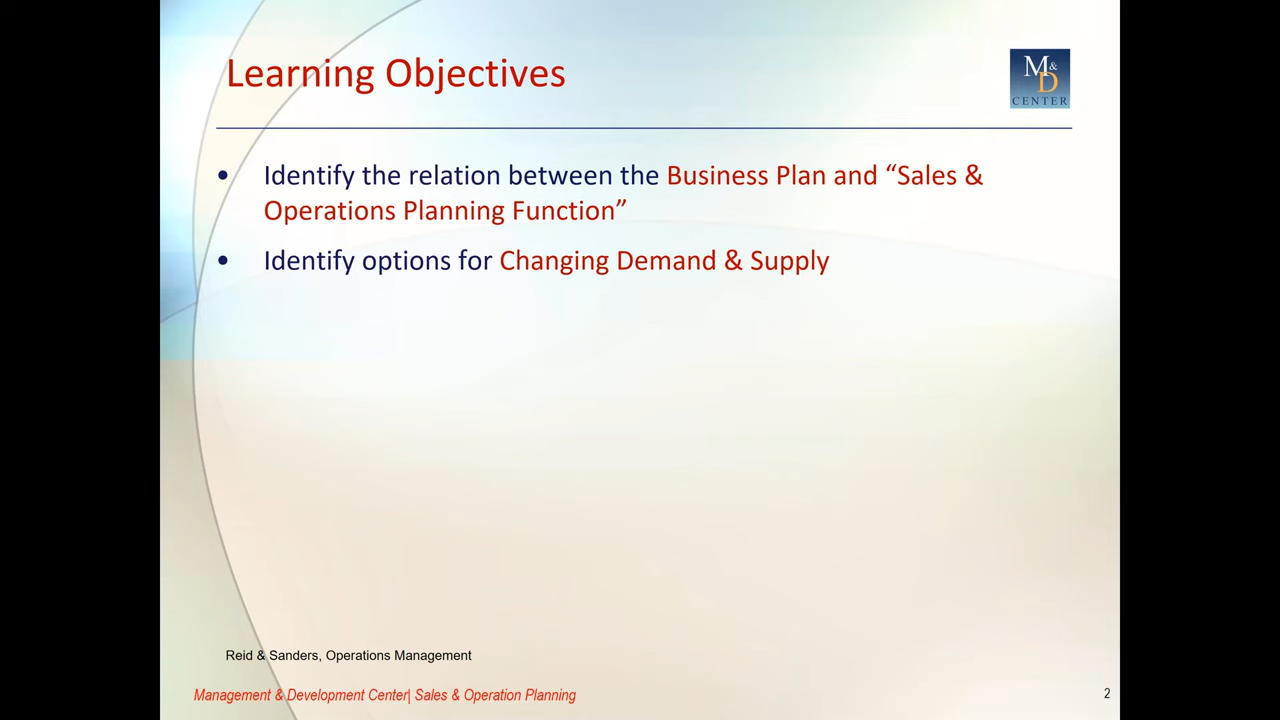 Learning Objectives
M&
D
CENTER
• Identify the relation between the Business Plan and “Sales &
Operations Planning Function”
• Identify options for Changing Demand & Supply
Reid & Sanders, Operations Management
Management & Development Center| Sales & Operation Planning
2